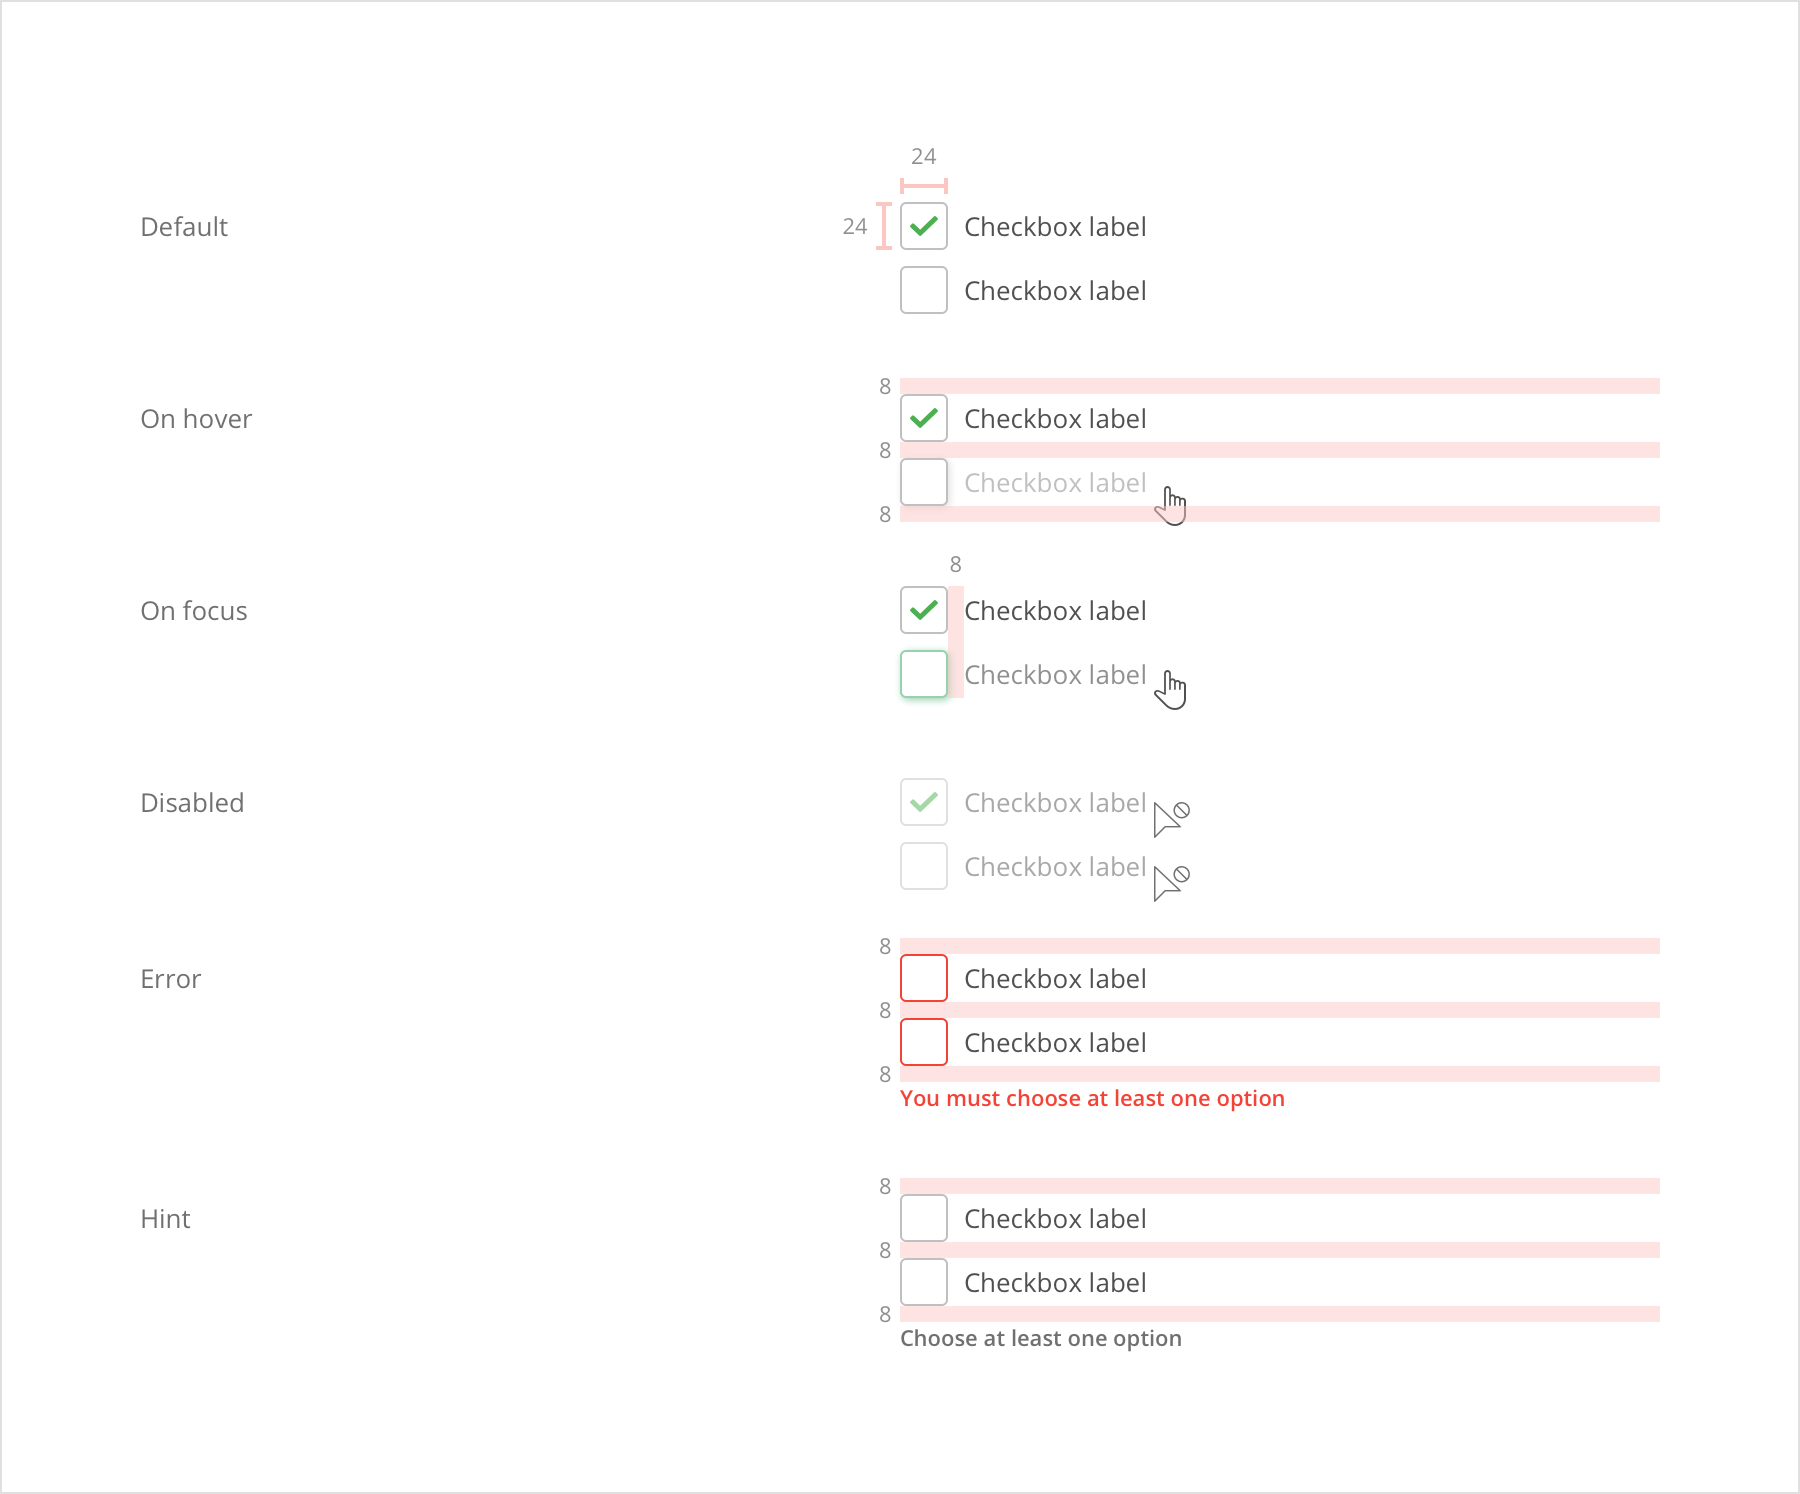 24
Default
24
Checkbox label
Checkbox label
8
On hover
Checkbox label
8
Checkbox label
8
8
On focus
Checkbox label
Checkbox label
Disabled
Checkbox label
Checkbox label
8
Error
Checkbox label
8
Checkbox label
8
You must choose at least one option
8
Hint
Checkbox label
8
Checkbox label
8
Choose at least one option